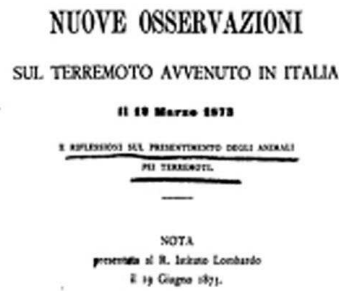 NUOVE OSSERVAZIONI
SUL TERREMOTO AVVENUTO IN ITALIA
il 12 Marzo 1873
E RIFLESSIONI SUL PRESENTIMENTO DEGLI ANIMALI
PEI TERREMOTI.
NOTA
presentata al R. Istituto Lombardo
il 19 Giugno 1873.